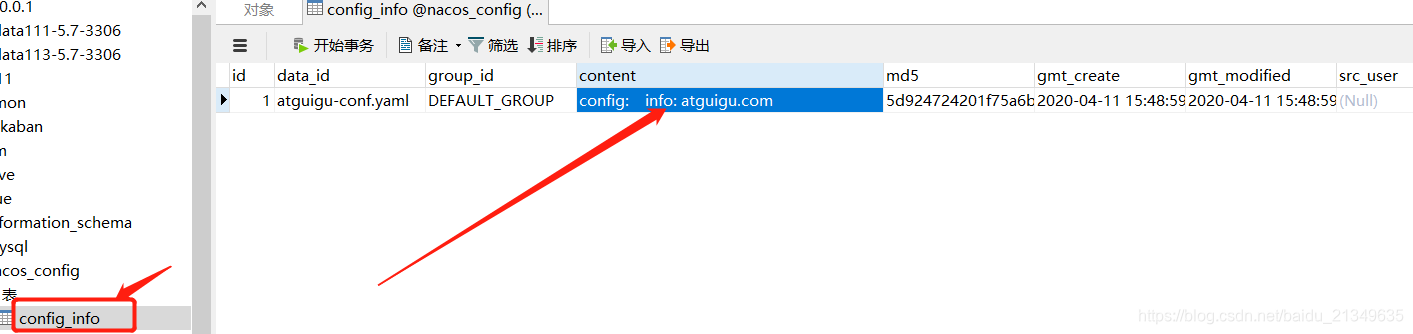 0.0.1
lata111-5.7-3306
lata113-5.7-3306
11
mon
kaban
m
ve
ue
formation_schema
ysql
acos_config
表
config_info
对象
config_info @nacos_config (...
开始事务 备注 筛选 排序 导入 导出
id data_id group_id content md5 gmt_create gmt_modified src_user
1 atguigu-conf.yaml DEFAULT_GROUP config: info: atguigu.com 5d924724201f75a6b 2020-04-11 15:48:59 2020-04-11 15:48:59 (Null)
https://blog.csdn.net/baidu_21349635